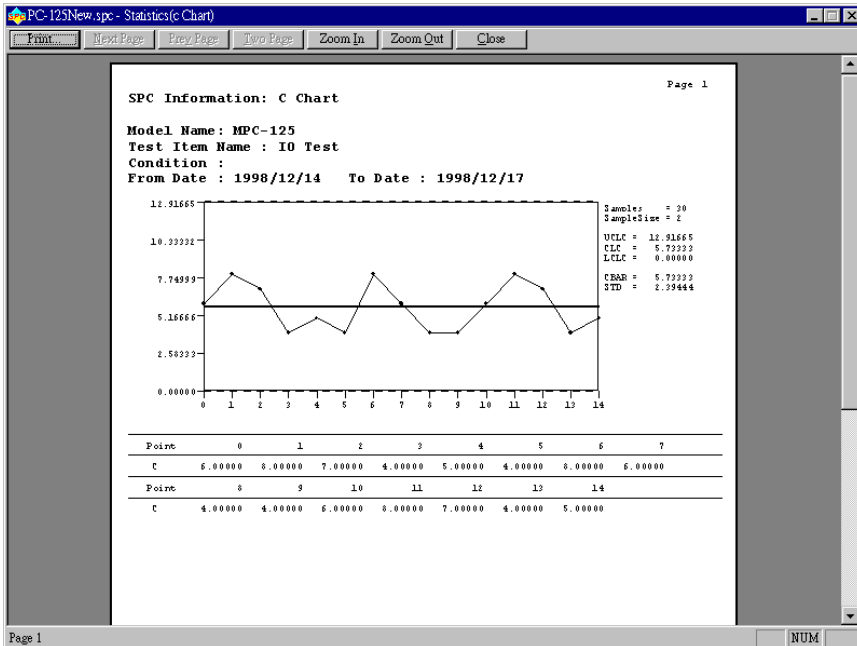 PC-125New.spc - Statistics(c Chart)
Print... Next Page Prev Page Two Page Zoom In Zoom Out Close
Page 1
SPC Information: C Chart
Model Name: MPC-125
Test Item Name : IO Test
Condition :
From Date : 1998/12/14 To Date : 1998/12/17
12.91665
10.33332
7.74999
5.16666
2.58333
0.00000
0 1 2 3 4 5 6 7 8 9 10 11 12 13 14
Samples = 30
SampleSize = 2
UCLC = 12.91665
CLC = 5.73333
LCLC = 0.00000
CBAR = 5.73333
STD = 2.39444
Point 0 1 2 3 4 5 6 7
C 6.00000 8.00000 7.00000 4.00000 5.00000 4.00000 8.00000 6.00000
Point 8 9 10 11 12 13 14
C 4.00000 4.00000 6.00000 8.00000 7.00000 4.00000 5.00000
Page 1
NUM